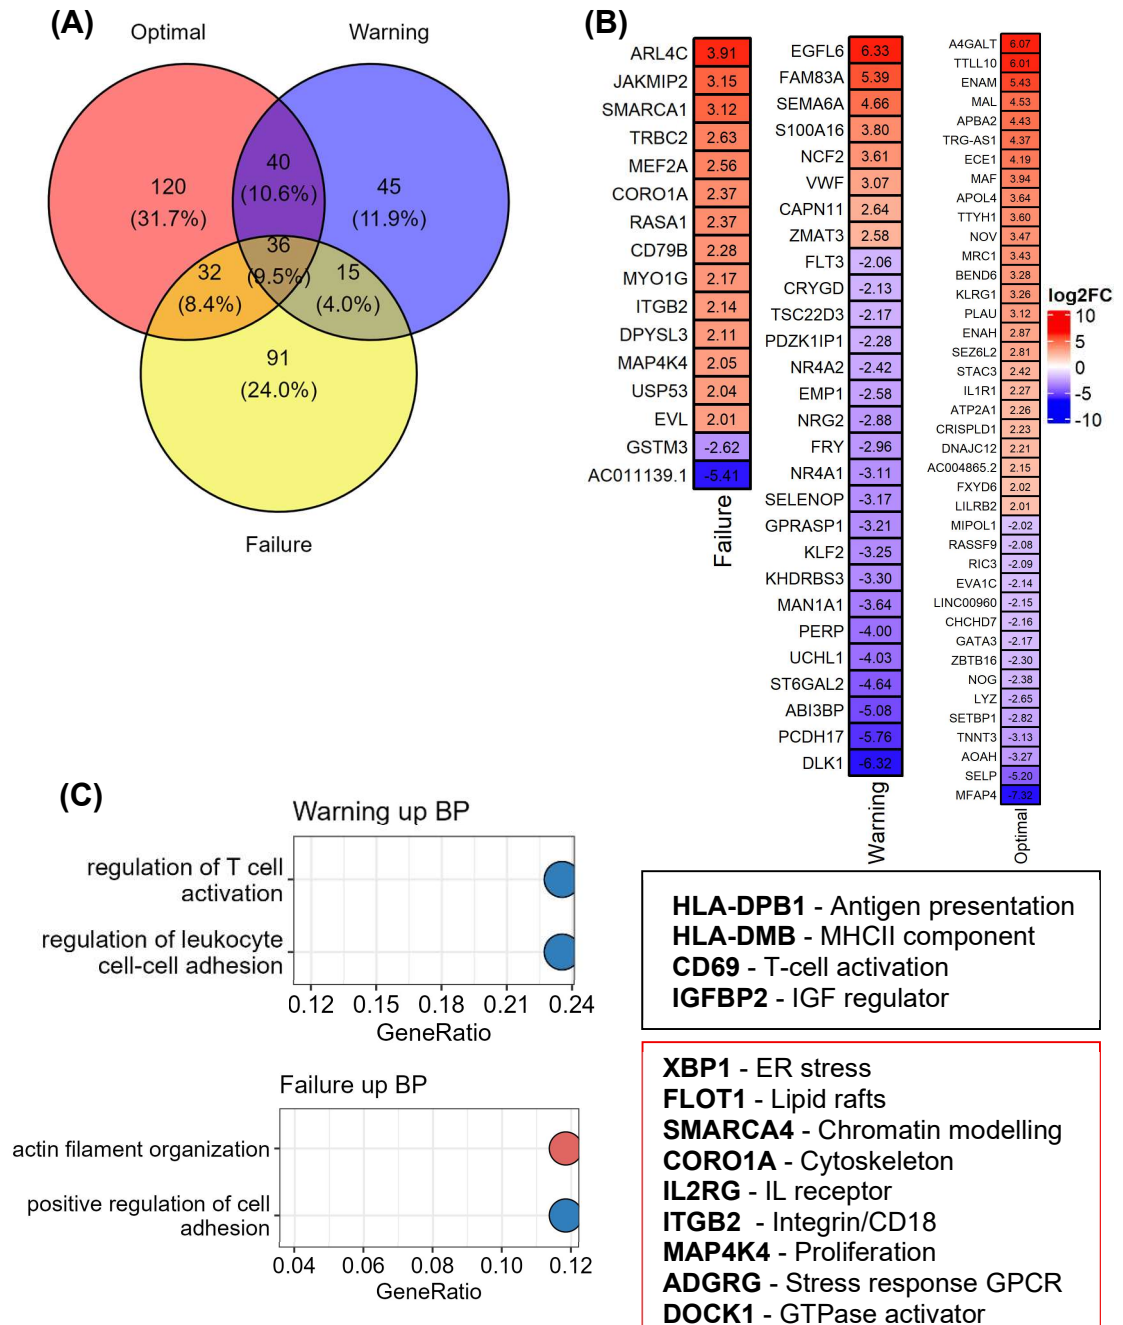 (A)
Optimal
Warning
120
(31.7%)
40
(10.6%)
45
(11.9%)
36
(9.5%)
32
(8.4%)
15
(4.0%)
91
(24.0%)
Failure
(B)
ARL4C 3.91
JAKMIP2 3.15
SMARCA1 3.12
TRBC2 2.63
MEF2A 2.56
CORO1A 2.37
RASA1 2.37
CD79B 2.28
MYO1G 2.17
ITGB2 2.14
DPYSL3 2.11
MAP4K4 2.05
USP53 2.04
EVL 2.01
GSTM3 -2.62
AC011139.1 -5.41
Failure
EGFL6 6.33
FAM83A 5.39
SEMA6A 4.66
S100A16 3.80
NCF2 3.61
VWF 3.07
CAPN11 2.64
ZMAT3 2.58
FLT3 -2.06
CRYGD -2.13
TSC22D3 -2.17
PDZK1IP1 -2.28
NR4A2 -2.42
EMP1 -2.58
NRG2 -2.88
FRY -2.96
NR4A1 -3.11
SELENOP -3.17
GPRASP1 -3.21
KLF2 -3.25
KHDRBS3 -3.30
MAN1A1 -3.64
PERP -4.00
UCHL1 -4.03
ST6GAL2 -4.64
ABI3BP -5.08
PCDH17 -5.76
DLK1 -6.32
Warning
A4GALT 6.07
TTLL10 6.01
ENAM 5.43
MAL 4.53
APBA2 4.43
TRG-AS1 4.37
ECE1 4.19
MAF 3.94
APOL4 3.64
TTYH1 3.60
NOV 3.47
MRC1 3.43
BEND6 3.28
KLRG1 3.26
PLAU 3.12
ENAH 2.87
SEZ6L2 2.81
STAC3 2.42
IL1R1 2.27
ATP2A1 2.26
CRISPLD1 2.23
DNAJC12 2.21
AC004865.2 2.15
FXYD6 2.02
LILRB2 2.01
MIPOL1 -2.02
RASSF9 -2.08
RIC3 -2.09
EVA1C -2.14
LINC00960 -2.15
CHCHD7 -2.16
GATA3 -2.17
ZBTB16 -2.30
NOG -2.38
LYZ -2.65
SETBP1 -2.82
TNNT3 -3.13
AOAH -3.27
SELP -5.20
MFAP4 -7.32
Optimal
log2FC
10
5
0
-5
-10
(C)
Warning up BP
regulation of T cell
activation
regulation of leukocyte
cell-cell adhesion
0.12 0.15 0.18 0.21 0.24
GeneRatio
Failure up BP
actin filament organization
positive regulation of cell
adhesion
0.04 0.06 0.08 0.10 0.12
GeneRatio
HLA-DPB1 - Antigen presentation
HLA-DMB - MHCII component
CD69 - T-cell activation
IGFBP2 - IGF regulator
XBP1 - ER stress
FLOT1 - Lipid rafts
SMARCA4 - Chromatin modelling
CORO1A - Cytoskeleton
IL2RG - IL receptor
ITGB2 - Integrin/CD18
MAP4K4 - Proliferation
ADGRG - Stress response GPCR
DOCK1 - GTPase activator